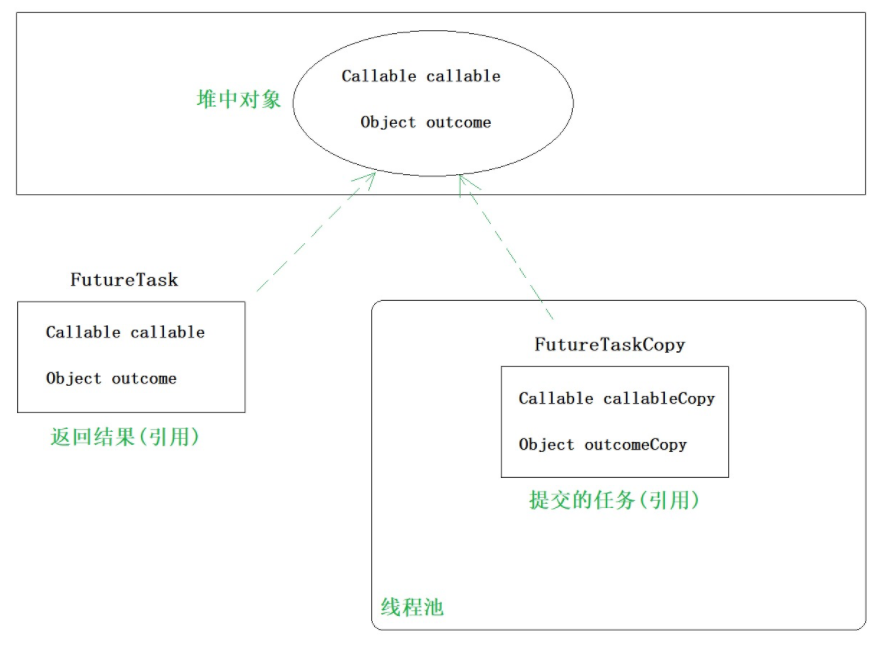 Callable callable
堆中对象
Object outcome
FutureTask
Callable callable
Object outcome
返回结果(引用)
FutureTaskCopy
Callable callableCopy
Object outcomeCopy
提交的任务(引用)
线程池